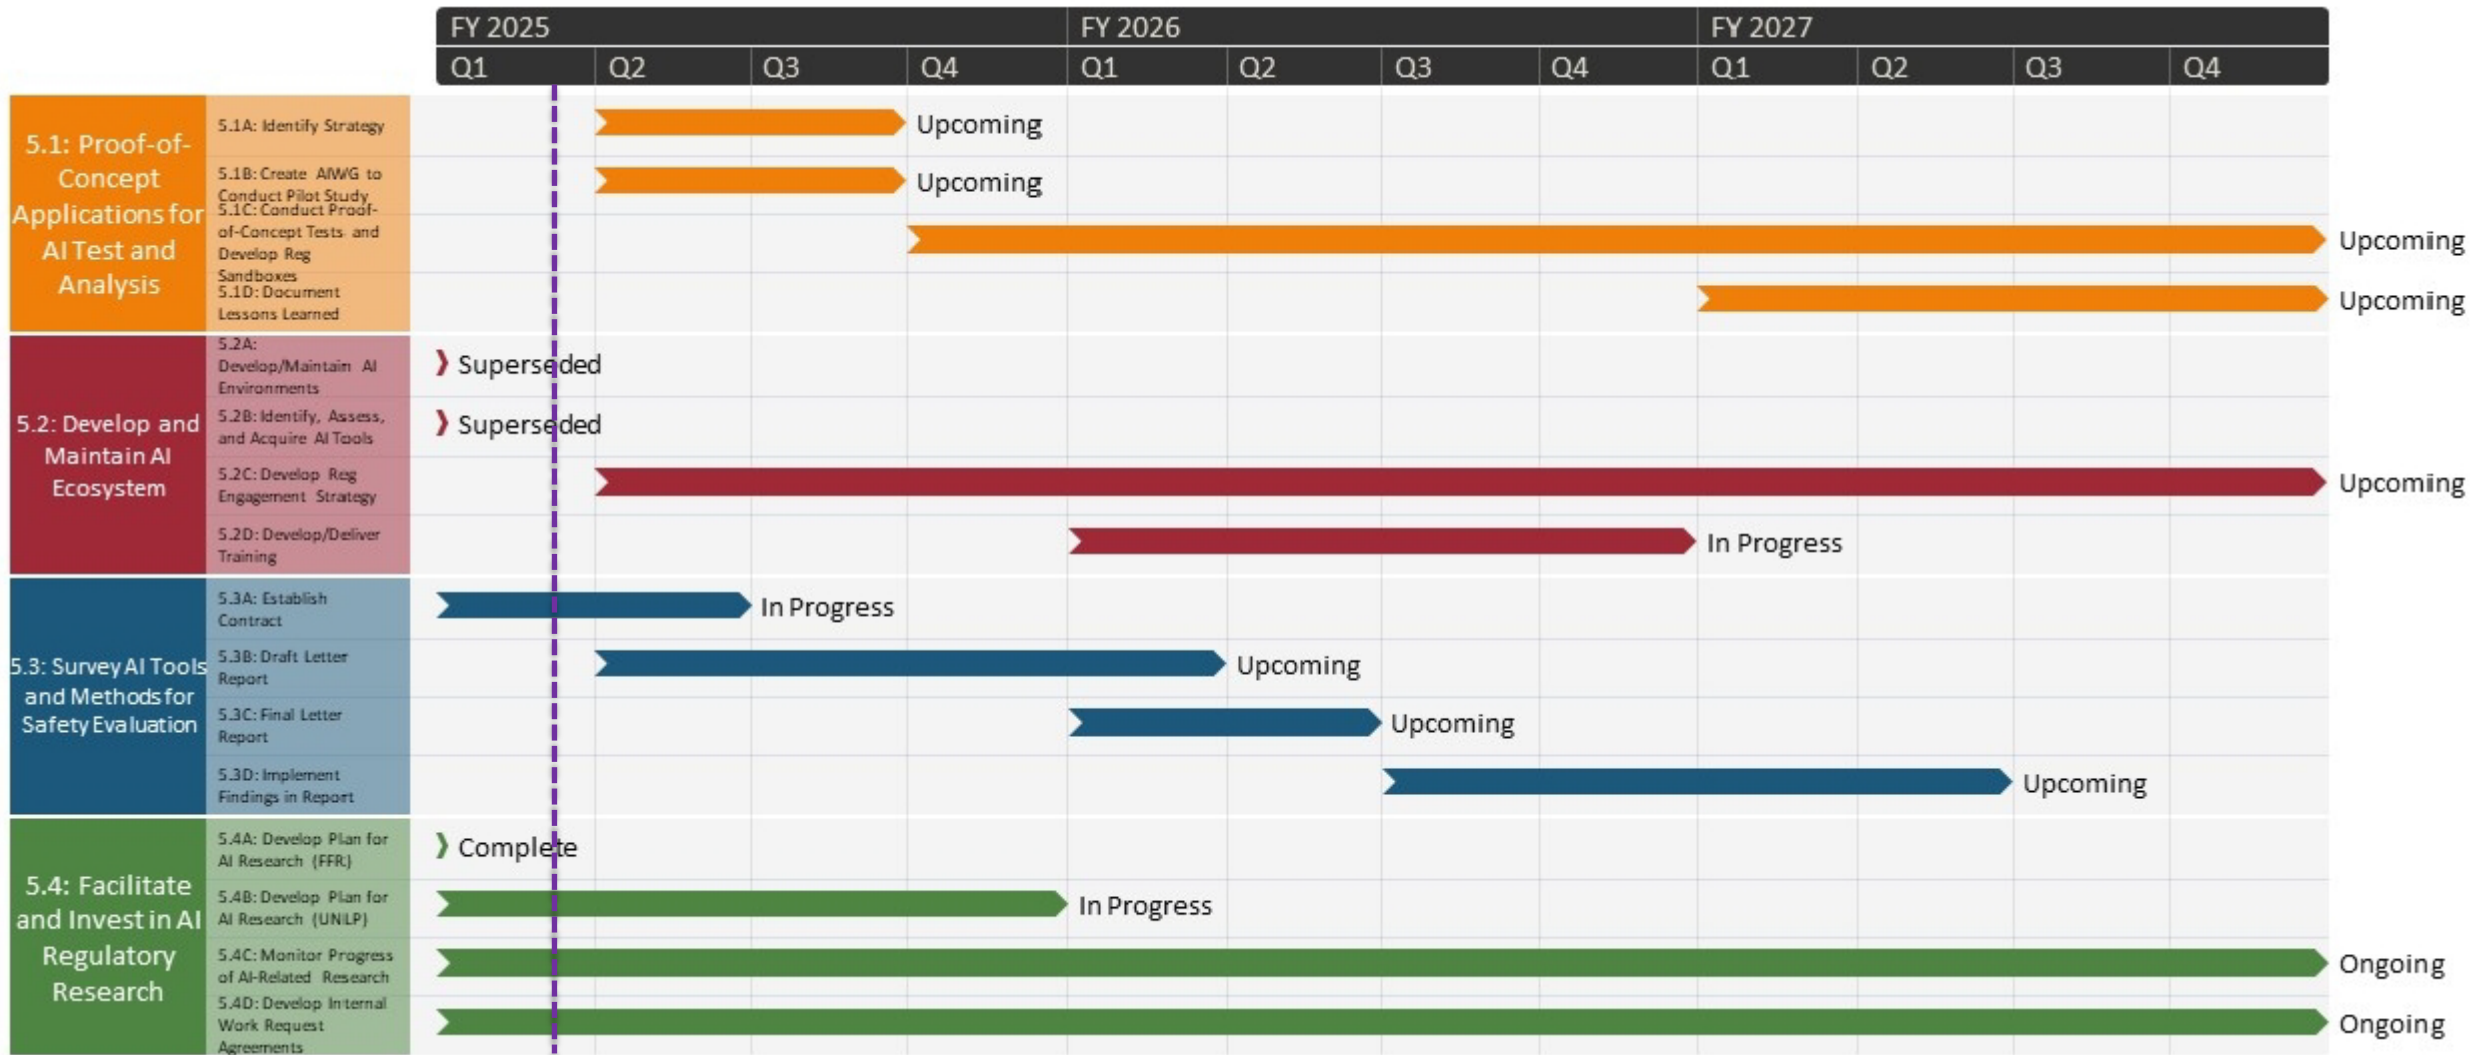 FY 2025
FY 2026
FY 2027
Q1
Q2
Q3
Q4
Q1
Q2
Q3
Q4
Q1
Q2
Q3
Q4
5.1: Proof-of-
Concept
Applications for
AI Test and
Analysis
5.1A: Identify Strategy
Upcoming
5.1B: Create AIWG to
Conduct Pilot Study
Upcoming
5.1C: Conduct Proof-
of-Concept Tests and
Develop Reg
Sandboxes
Upcoming
5.1D: Document
Lessons Learned
Upcoming
5.2: Develop and
Maintain AI
Ecosystem
5.2A:
Develop/Maintain AI
Environments
Superseded
5.2B: Identify, Assess,
and Acquire AI Tools
Superseded
5.2C: Develop Reg
Engagement Strategy
Upcoming
5.2D: Develop/Deliver
Training
In Progress
5.3: Survey AI Tools
and Methods for
Safety Evaluation
5.3A: Establish
Contract
In Progress
5.3B: Draft Letter
Report
Upcoming
5.3C: Final Letter
Report
Upcoming
5.3D: Implement
Findings in Report
Upcoming
5.4: Facilitate
and Invest in AI
Regulatory
Research
5.4A: Develop Plan for
AI Research (FFR)
Complete
5.4B: Develop Plan for
AI Research (UNLP)
In Progress
5.4C: Monitor Progress
of AI-Related Research
Ongoing
5.4D: Develop Internal
Work Request
Agreements
Ongoing